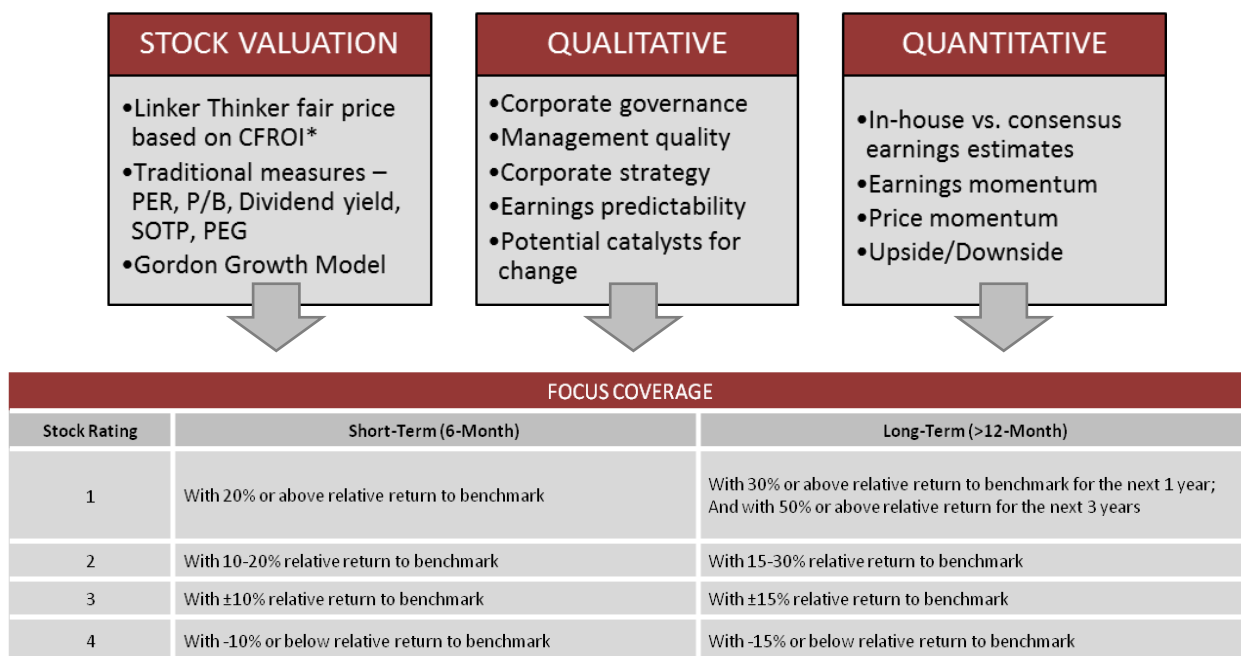 STOCK VALUATION
•Linker Thinker fair price
based on CFROI*
•Traditional measures –
PER, P/B, Dividend yield,
SOTP, PEG
•Gordon Growth Model
QUALITATIVE
•Corporate governance
•Management quality
•Corporate strategy
•Earnings predictability
•Potential catalysts for
change
QUANTITATIVE
•In-house vs. consensus
earnings estimates
•Earnings momentum
•Price momentum
•Upside/Downside
FOCUS COVERAGE
Stock Rating Short-Term (6-Month) Long-Term (>12-Month)
1 With 20% or above relative return to benchmark With 30% or above relative return to benchmark for the next 1 year;
And with 50% or above relative return for the next 3 years
2 With 10-20% relative return to benchmark With 15-30% relative return to benchmark
3 With ±10% relative return to benchmark With ±15% relative return to benchmark
4 With -10% or below relative return to benchmark With -15% or below relative return to benchmark